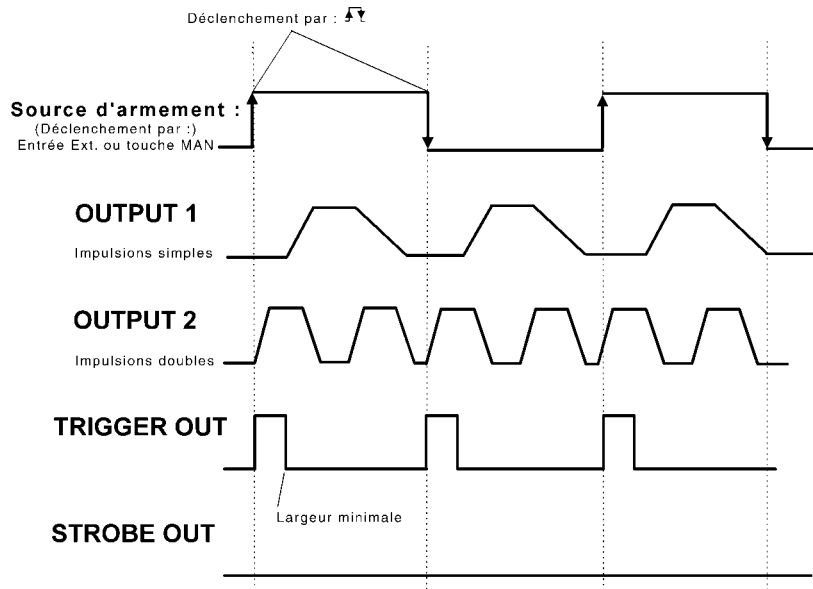 Déclenchement par :
Source d'armement :
(Déclenchement par :)
Entrée Ext. ou touche MAN
OUTPUT 1
Impulsions simples
OUTPUT 2
Impulsions doubles
TRIGGER OUT
Largeur minimale
STROBE OUT